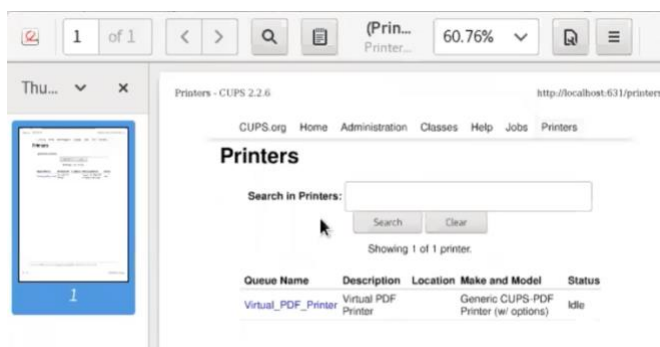 1 of 1
(Prin...
Printer...
60.76%
Thu...
Printers - CUPS 2.2.6 http://localhost:631/printers
CUPS.org Home Administration Classes Help Jobs Printers
Printers
Search in Printers:
Search Clear
Showing 1 of 1 printer.
Queue Name Description Location Make and Model Status
Virtual_PDF_Printer Virtual PDF Printer Generic CUPS-PDF Printer (w/ options) Idle
1